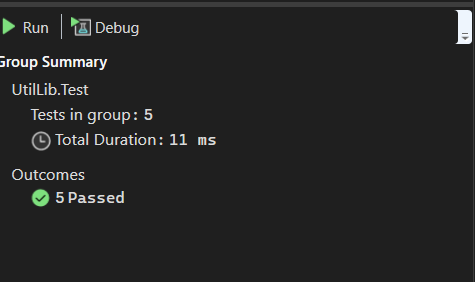 Run Debug
Group Summary
UtilLib.Test
Tests in group: 5
Total Duration: 11 ms
Outcomes
5 Passed